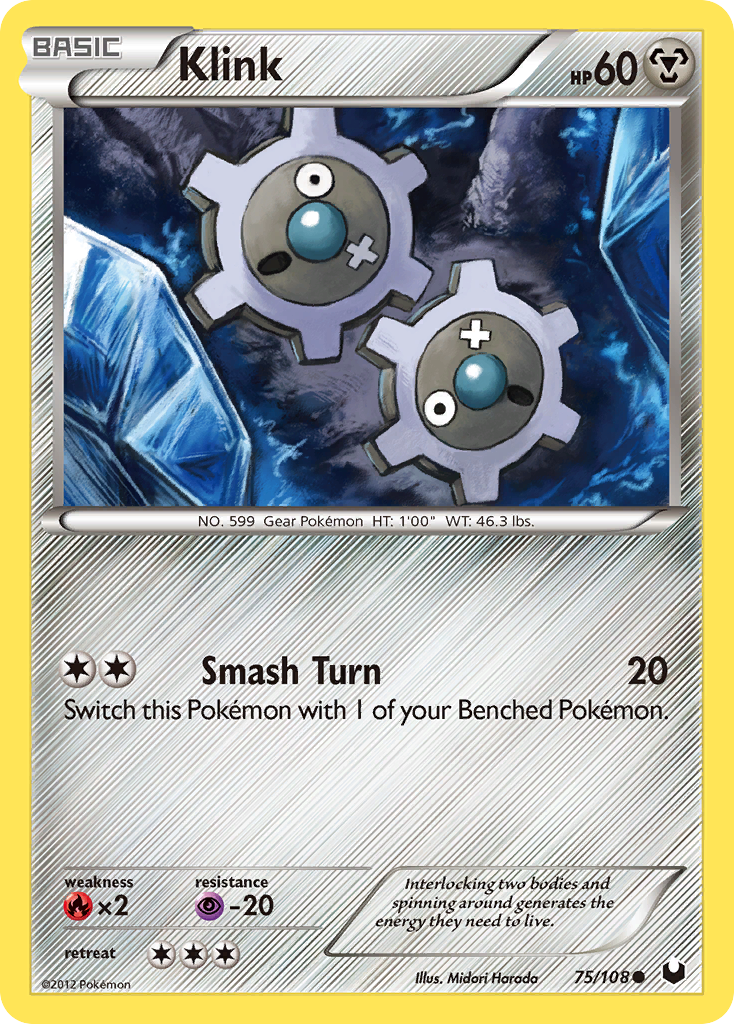 BASIC Klink HP60
NO. 599 Gear Pokémon HT: 1'00" WT: 46.3 lbs.
Smash Turn 20
Switch this Pokémon with 1 of your Benched Pokémon.
weakness resistance
×2 -20
retreat
Interlocking two bodies and
spinning around generates the
energy they need to live.
©2012 Pokémon Illus. Midori Harada 75/108